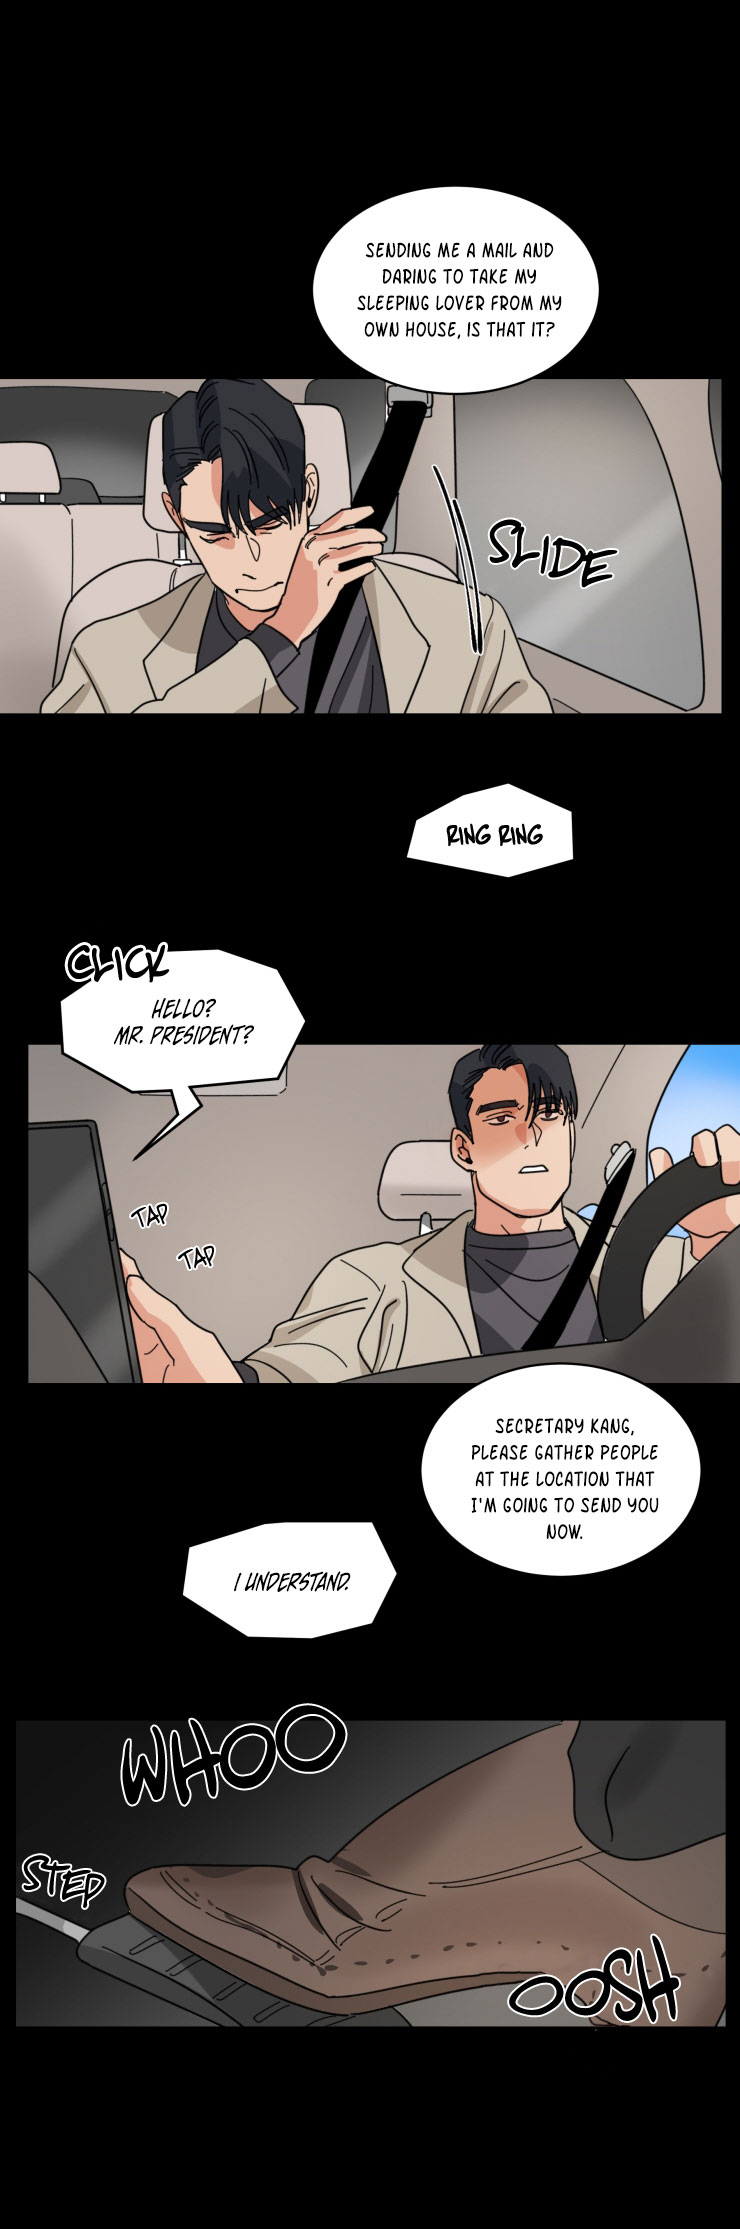 SENDING ME A MAIL AND
DARING TO TAKE MY
SLEEPING LOVER FROM MY
OWN HOUSE, IS THAT IT?
SLIDE
RING RING
CLICK
HELLO?
MR. PRESIDENT?
TAP
TAP
SECRETARY KANG,
PLEASE GATHER PEOPLE
AT THE LOCATION THAT
I'M GOING TO SEND YOU
NOW.
I UNDERSTAND.
WHOO
STEP
OOSH